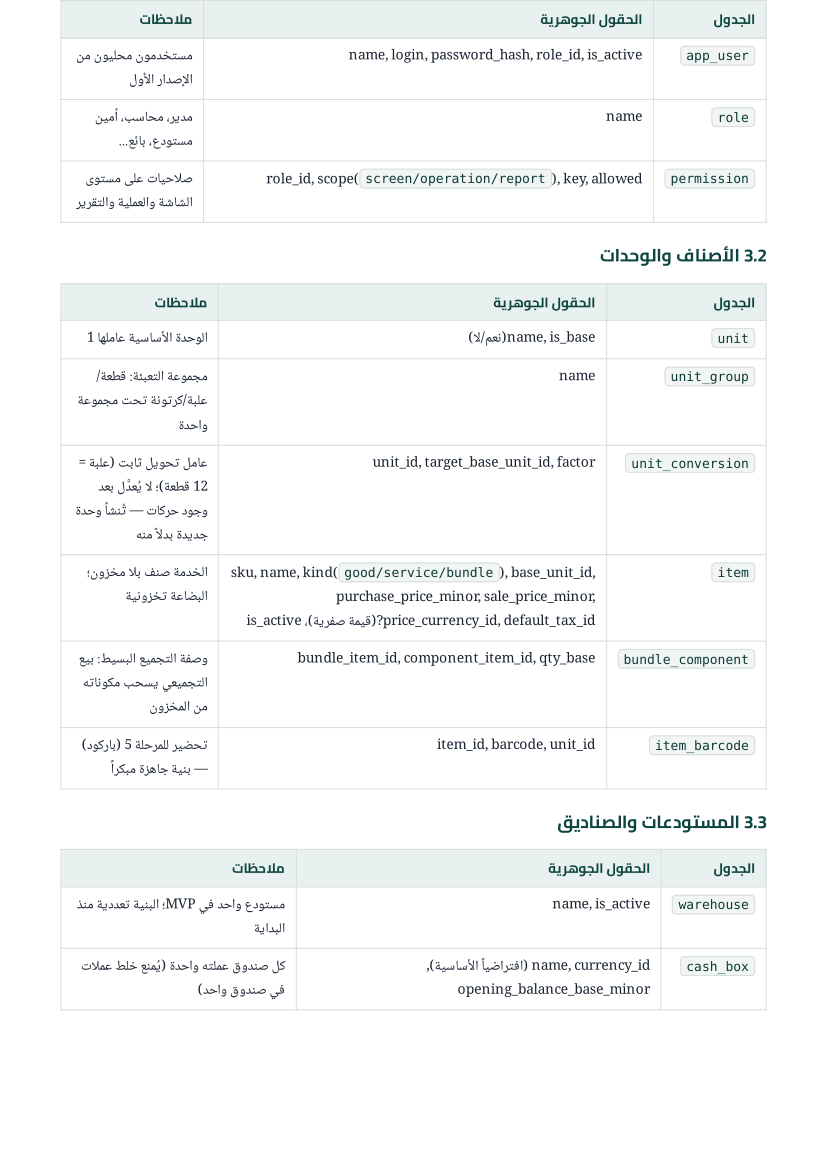 الجدول الحقول الجوهرية ملاحظات
app_user name, login, password_hash, role_id, is_active مستخدمون محليون من
الإصدار الأول
role name مدير، محاسب، أمين
مستودع، بائع...
permission role_id, scope(screen/operation/report), key, allowed صلاحيات على مستوى
الشاشة والعملية والتقرير
3.2 الأصناف والوحدات
الجدول الحقول الجوهرية ملاحظات
unit name, is_base(نعم/لا) الوحدة الأساسية عاملها 1
unit_group name مجموعة التعبئة: قطعة/
علبة/كرتونة تحت مجموعة
واحدة
unit_conversion unit_id, target_base_unit_id, factor عامل تحويل ثابت (علبة =
12 قطعة)؛ لا يُعدَّل بعد
وجود حركات — تُنشأ وحدة
جديدة بدلاً منه
item sku, name, kind(good/service/bundle), base_unit_id, الخدمة صنف بلا مخزون؛
purchase_price_minor, sale_price_minor, البضاعة تخزونية
price_currency_id, default_tax_id?(قيمة صفرية)، is_active
bundle_component bundle_item_id, component_item_id, qty_base وصفة التجميع البسيط: بيع
التجميعي يسحب مكوناته
من المخزون
item_barcode item_id, barcode, unit_id تحضير للمرحلة 5 (باركود)
— بنية جاهزة مبكراً
3.3 المستودعات والصناديق
الجدول الحقول الجوهرية ملاحظات
warehouse name, is_active مستودع واحد في MVP؛ البنية تعددية منذ
البداية
cash_box name, currency_id (افتراضياً الأساسية), كل صندوق عملته واحدة (يُمنع خلط عملات
opening_balance_base_minor في صندوق واحد)